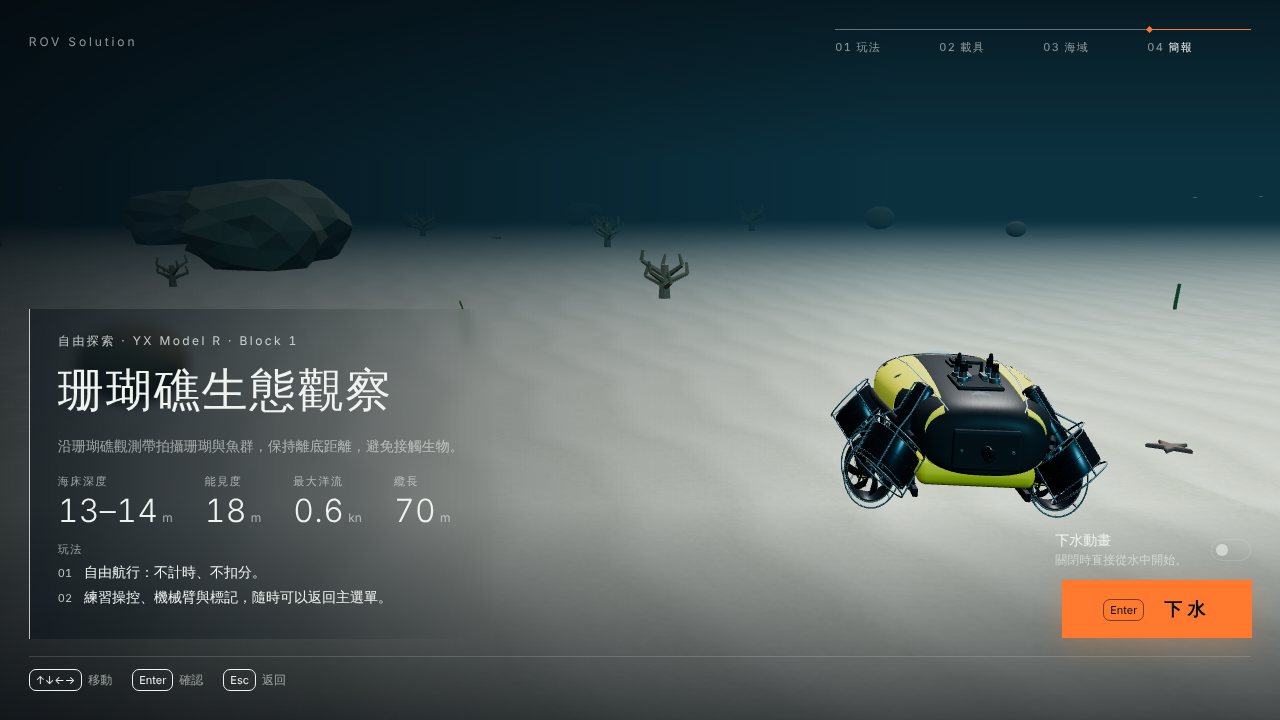 ROV Solution
01 玩法 02 載具 03 海域 04 簡報
自由探索 · YX Model R · Block 1
珊瑚礁生態觀察
沿珊瑚礁觀測帶拍攝珊瑚與魚群，保持離底距離，避免接觸生物。
海床深度 能見度 最大洋流 縱長
13–14 m 18 m 0.6 kn 70 m
玩法
01 自由航行：不計時、不扣分。
02 練習操控、機械臂與標記，隨時可以返回主選單。
下水動畫
關閉時直接從水中開始。
Enter 下水
↑↓←→ 移動 Enter 確認 Esc 返回